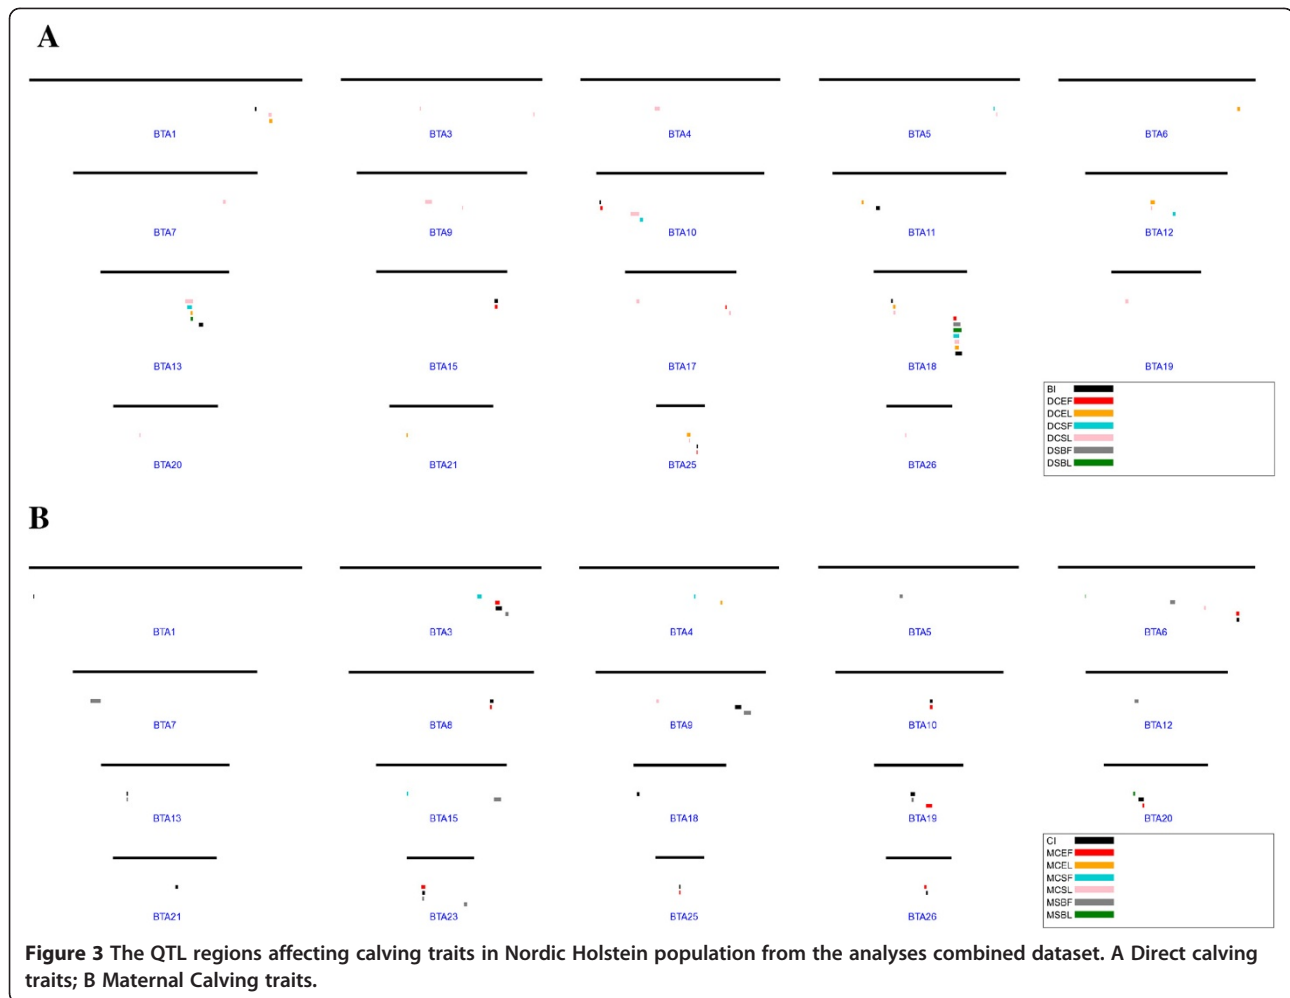 A
BTA1 BTA3 BTA4 BTA5 BTA6
BTA7 BTA9 BTA10 BTA11 BTA12
BTA13 BTA15 BTA17 BTA18 BTA19
BTA20 BTA21 BTA25 BTA26
BI
DCEF
DCEL
DCSF
DCSL
DSBF
DSBL
B
BTA1 BTA3 BTA4 BTA5 BTA6
BTA7 BTA8 BTA9 BTA10 BTA12
BTA13 BTA15 BTA18 BTA19 BTA20
BTA21 BTA23 BTA25 BTA26
CI
MCEF
MCEL
MCSF
MCSL
MSBF
MSBL
Figure 3 The QTL regions affecting calving traits in Nordic Holstein population from the analyses combined dataset. A Direct calving
traits; B Maternal Calving traits.